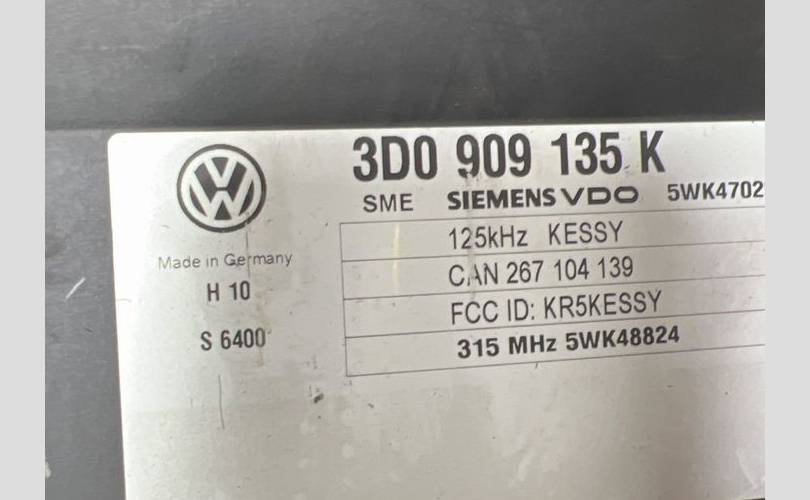 3D0 909 135 K
SME SIEMENS VDO 5WK4702
125kHz KESSY
CAN 267 104 139
FCC ID: KR5KESSY
315 MHz 5WK48824
Made in Germany
H 10
S 6400